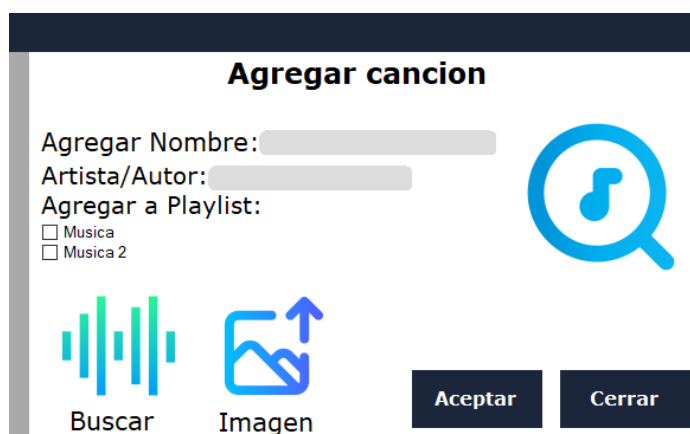 Agregar cancion
Agregar Nombre:
Artista/Autor:
Agregar a Playlist:
Musica
Musica 2
Buscar
Imagen
Aceptar
Cerrar